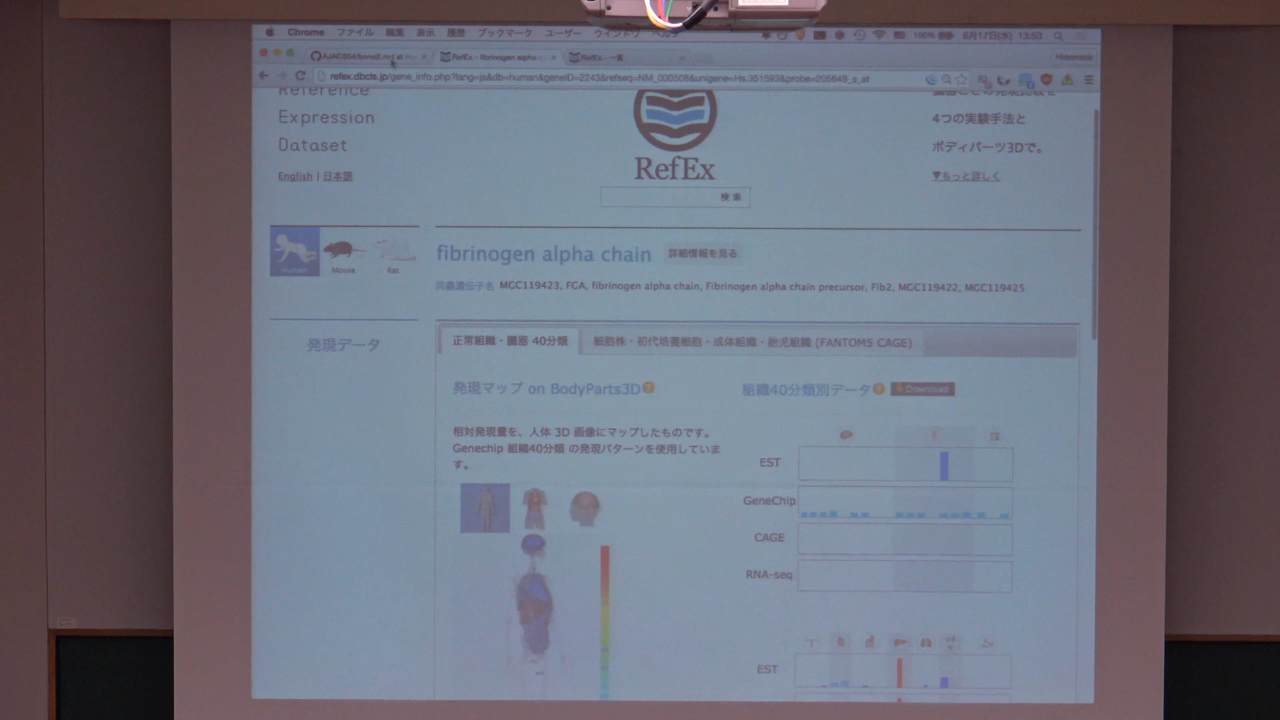 Chrome ファイル 編集 表示 履歴 ブックマーク ユーザー ウインドウ ヘルプ 100% 6月17日(水) 13:53
RefEx - fibrinogen alpha c
RefEx - 一覧
refex.dbcls.jp/gene_info.php?lang=ja&db=human&geneID=2243&refseq=NM_000508&unigene=Hs.351593&probe=205649_s_at
Reference
Expression
Dataset
English | 日本語
RefEx
検索
4つの実験手法と
ボディパーツ3Dで。
▼もっと詳しく
Human Mouse Rat
fibrinogen alpha chain 詳細情報を見る
同義遺伝子名 MGC119423, FGA, fibrinogen alpha chain, Fibrinogen alpha chain precursor, Fib2, MGC119422, MGC119425
発現データ
正常組織・臓器 40分類 細胞株・初代培養細胞・成体組織・胎児組織 (FANTOM5 CAGE)
発現マップ on BodyParts3D ?
相対発現量を、人体 3D 画像にマップしたものです。
Genechip 組織40分類 の発現パターンを使用していま
す。
組織40分類別データ ? Download
EST
GeneChip
CAGE
RNA-seq
EST